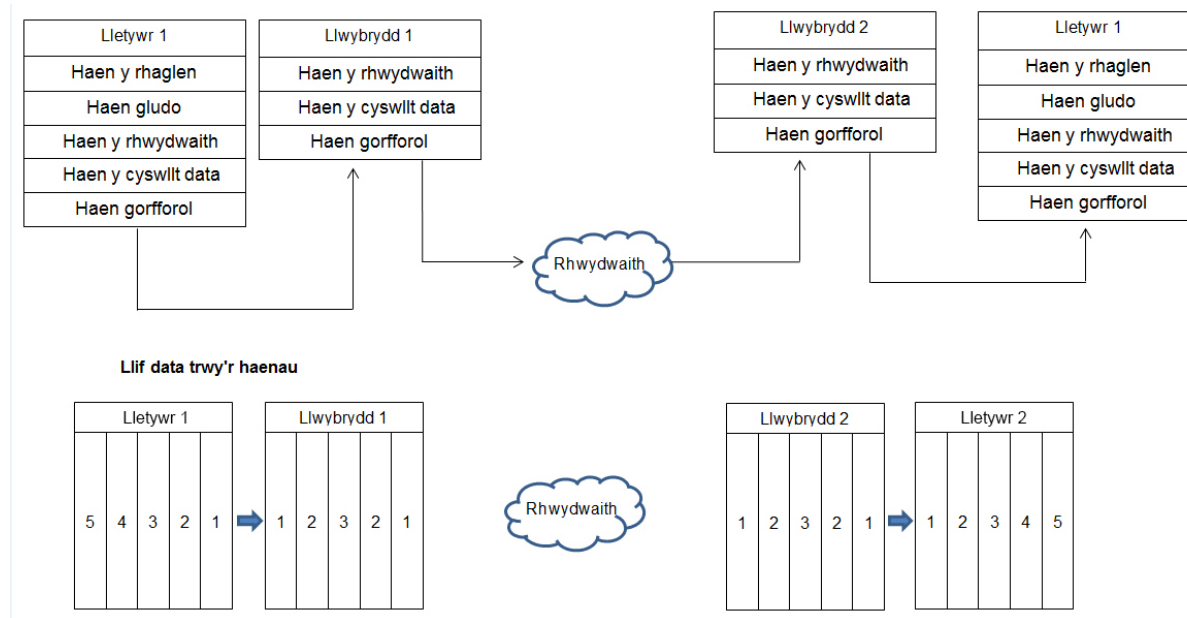 Lletywr 1
Haen y rhaglen
Haen gludo
Haen y rhwydwaith
Haen y cyswllt data
Haen gorfforol
Llwybrydd 1
Haen y rhwydwaith
Haen y cyswllt data
Haen gorfforol
Rhwydwaith
Llwybrydd 2
Haen y rhwydwaith
Haen y cyswllt data
Haen gorfforol
Lletywr 1
Haen y rhaglen
Haen gludo
Haen y rhwydwaith
Haen y cyswllt data
Haen gorfforol
Llif data trwy'r haenau
Lletywr 1
5 4 3 2 1
Llwybrydd 1
1 2 3 2 1
Rhwydwaith
Llwybrydd 2
1 2 3 2 1
Lletywr 2
1 2 3 4 5